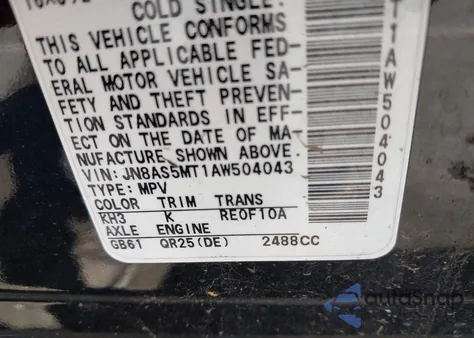 COLD SINGLE:
THIS VEHICLE CONFORMS
TO ALL APPLICABLE FED-
ERAL MOTOR VEHICLE SA-
FETY AND THEFT PREVEN-
TION STANDARDS IN EFF-
ECT ON THE DATE OF MA-
NUFACTURE SHOWN ABOVE.
VIN: JN8AS5MT1AW504043
TYPE: MPV
COLOR TRIM TRANS
KH3 K RE0F10A
AXLE ENGINE
GB61 QR25(DE) 2488CC
T1AW504043
autosnap